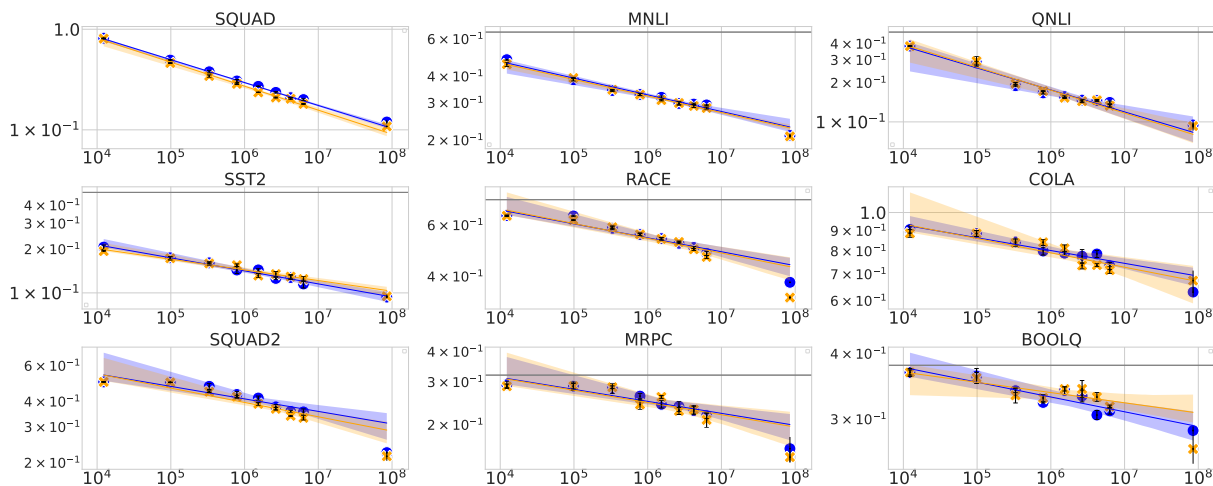 SQUAD
1.0
1 × 10⁻¹
10⁴ 10⁵ 10⁶ 10⁷ 10⁸
MNLI
6 × 10⁻¹
4 × 10⁻¹
3 × 10⁻¹
2 × 10⁻¹
10⁴ 10⁵ 10⁶ 10⁷ 10⁸
QNLI
4 × 10⁻¹
3 × 10⁻¹
2 × 10⁻¹
1 × 10⁻¹
10⁴ 10⁵ 10⁶ 10⁷ 10⁸
SST2
4 × 10⁻¹
3 × 10⁻¹
2 × 10⁻¹
1 × 10⁻¹
10⁴ 10⁵ 10⁶ 10⁷ 10⁸
RACE
6 × 10⁻¹
4 × 10⁻¹
10⁴ 10⁵ 10⁶ 10⁷ 10⁸
COLA
1.0
9 × 10⁻¹
8 × 10⁻¹
7 × 10⁻¹
6 × 10⁻¹
10⁴ 10⁵ 10⁶ 10⁷ 10⁸
SQUAD2
6 × 10⁻¹
4 × 10⁻¹
3 × 10⁻¹
2 × 10⁻¹
10⁴ 10⁵ 10⁶ 10⁷ 10⁸
MRPC
4 × 10⁻¹
3 × 10⁻¹
2 × 10⁻¹
10⁴ 10⁵ 10⁶ 10⁷ 10⁸
BOOLQ
4 × 10⁻¹
3 × 10⁻¹
10⁴ 10⁵ 10⁶ 10⁷ 10⁸